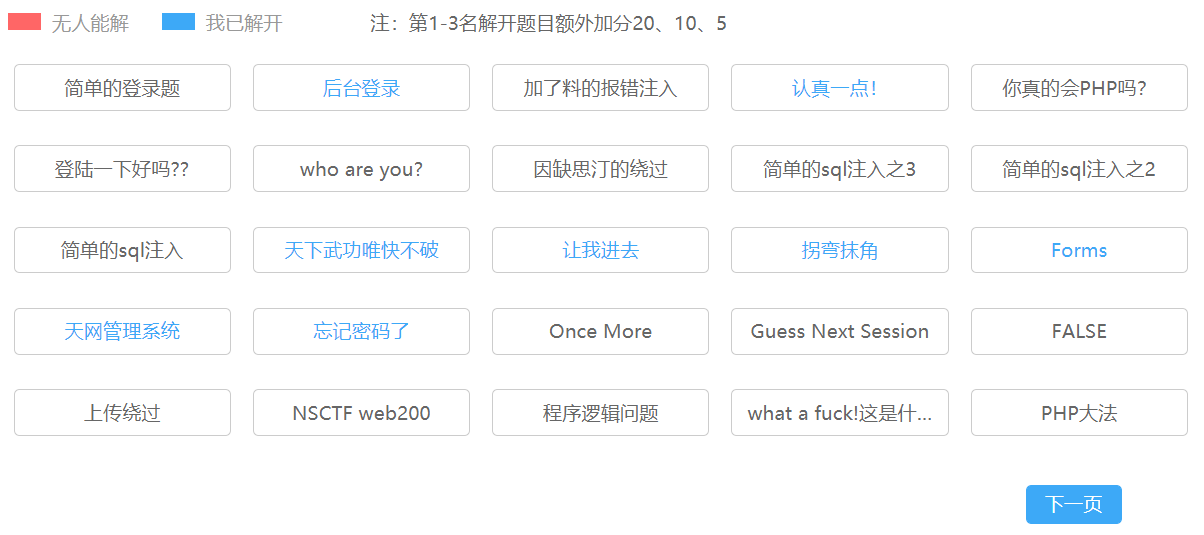 无人能解 我已解开 注：第1-3名解开题目额外加分20、10、5
简单的登录题 后台登录 加了料的报错注入 认真一点！ 你真的会PHP吗？
登陆一下好吗?? who are you? 因缺思汀的绕过 简单的sql注入之3 简单的sql注入之2
简单的sql注入 天下武功唯快不破 让我进去 拐弯抹角 Forms
天网管理系统 忘记密码了 Once More Guess Next Session FALSE
上传绕过 NSCTF web200 程序逻辑问题 what a fuck!这是什... PHP大法
下一页